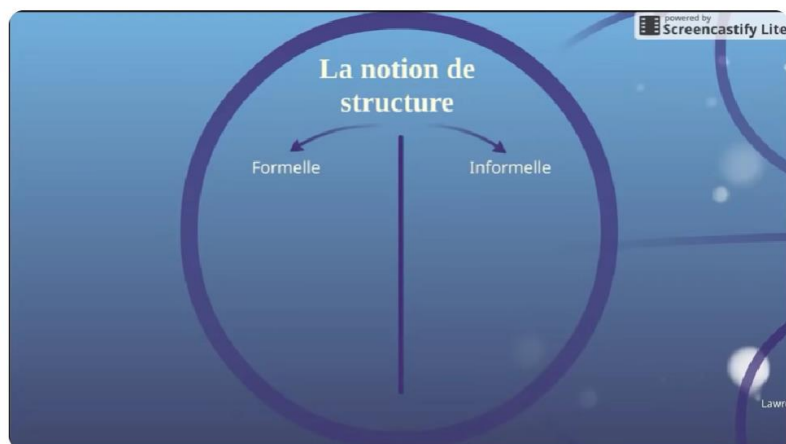 powered by
Screencastify Lite
La notion de
structure
Formelle
Informelle